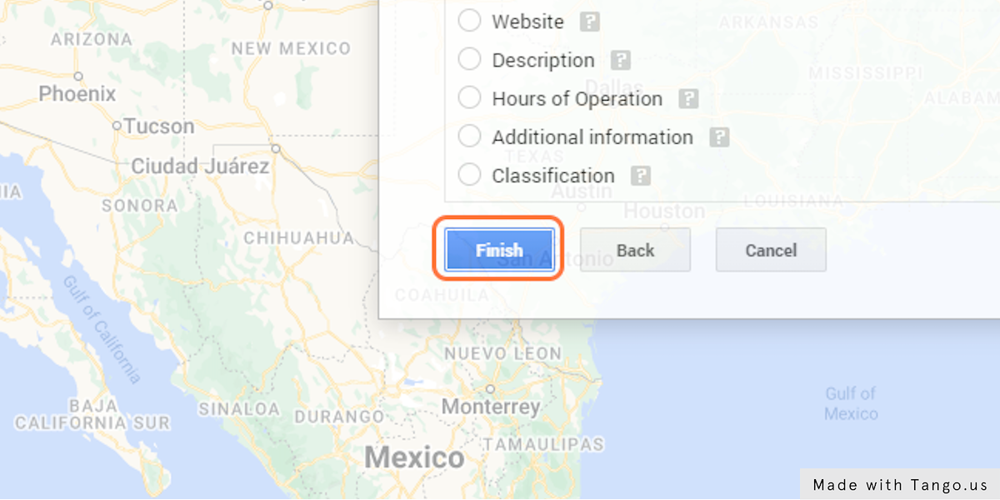 Website ?
Description ?
Hours of Operation ?
Additional information ?
Classification ?
Finish
Back
Cancel
ARIZONA
NEW MEXICO
Phoenix
Tucson
Ciudad Juárez
IA
SONORA
CHIHUAHUA
Gulf of California
BAJA
CALIFORNIA SUR
SINALOA
DURANGO
COAHUILA
NUEVO LEON
Monterrey
Mexico
TAMAULIPAS
Gulf of
Mexico
ARKANSAS
MISSISSIPPI
ALABAM
Dallas
TEXAS
Austin
Houston
LOUISIANA
San Antonio
Made with Tango.us